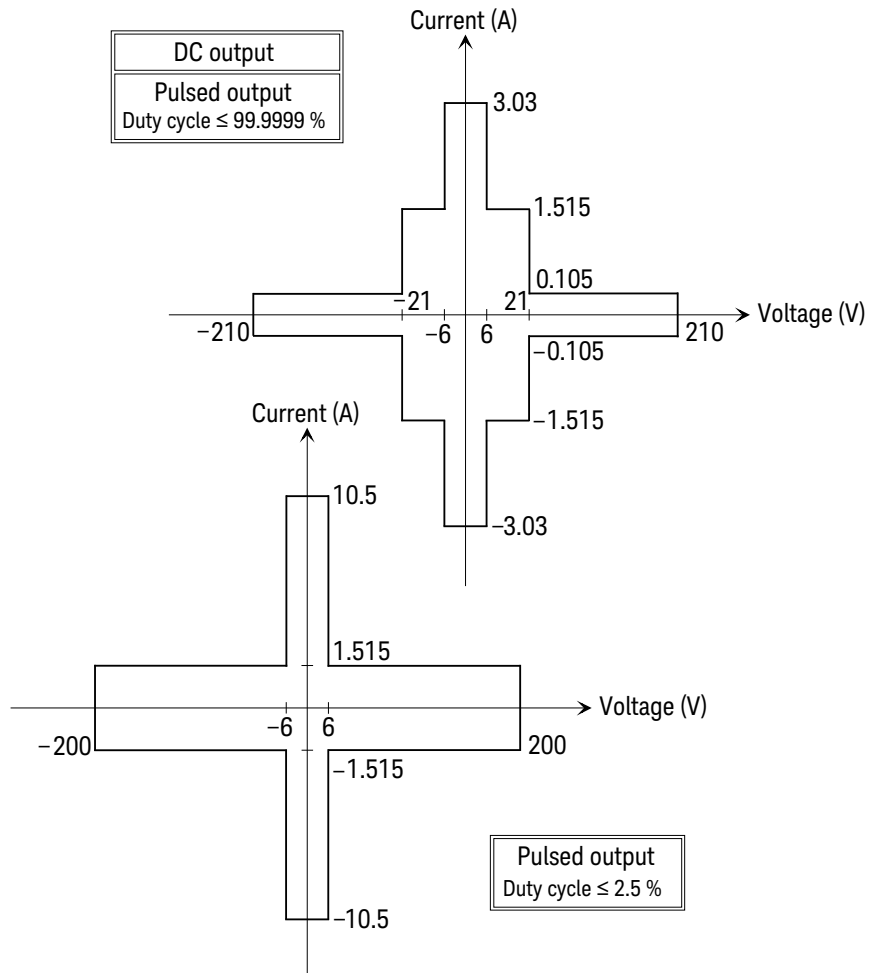 Current (A)
DC output
Pulsed output
Duty cycle ≤ 99.9999 %
3.03
1.515
0.105
−21
21
Voltage (V)
−210
−6
6
210
−0.105
−1.515
−3.03
Current (A)
10.5
1.515
Voltage (V)
−6
6
−200
200
−1.515
−10.5
Pulsed output
Duty cycle ≤ 2.5 %